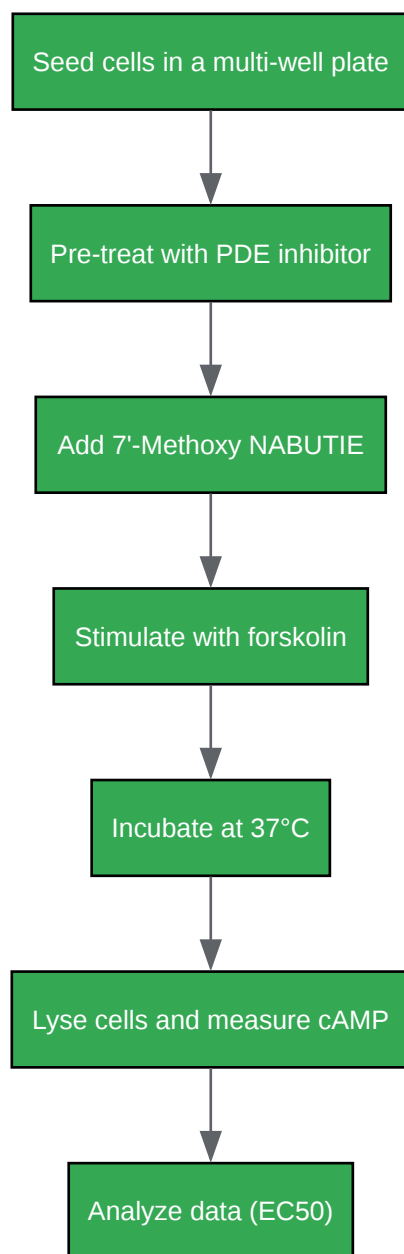 Seed cells in a multi-well plate
Pre-treat with PDE inhibitor
Add 7'-Methoxy NABUTIE
Stimulate with forskolin
Incubate at 37°C
Lyse cells and measure cAMP
Analyze data (EC50)